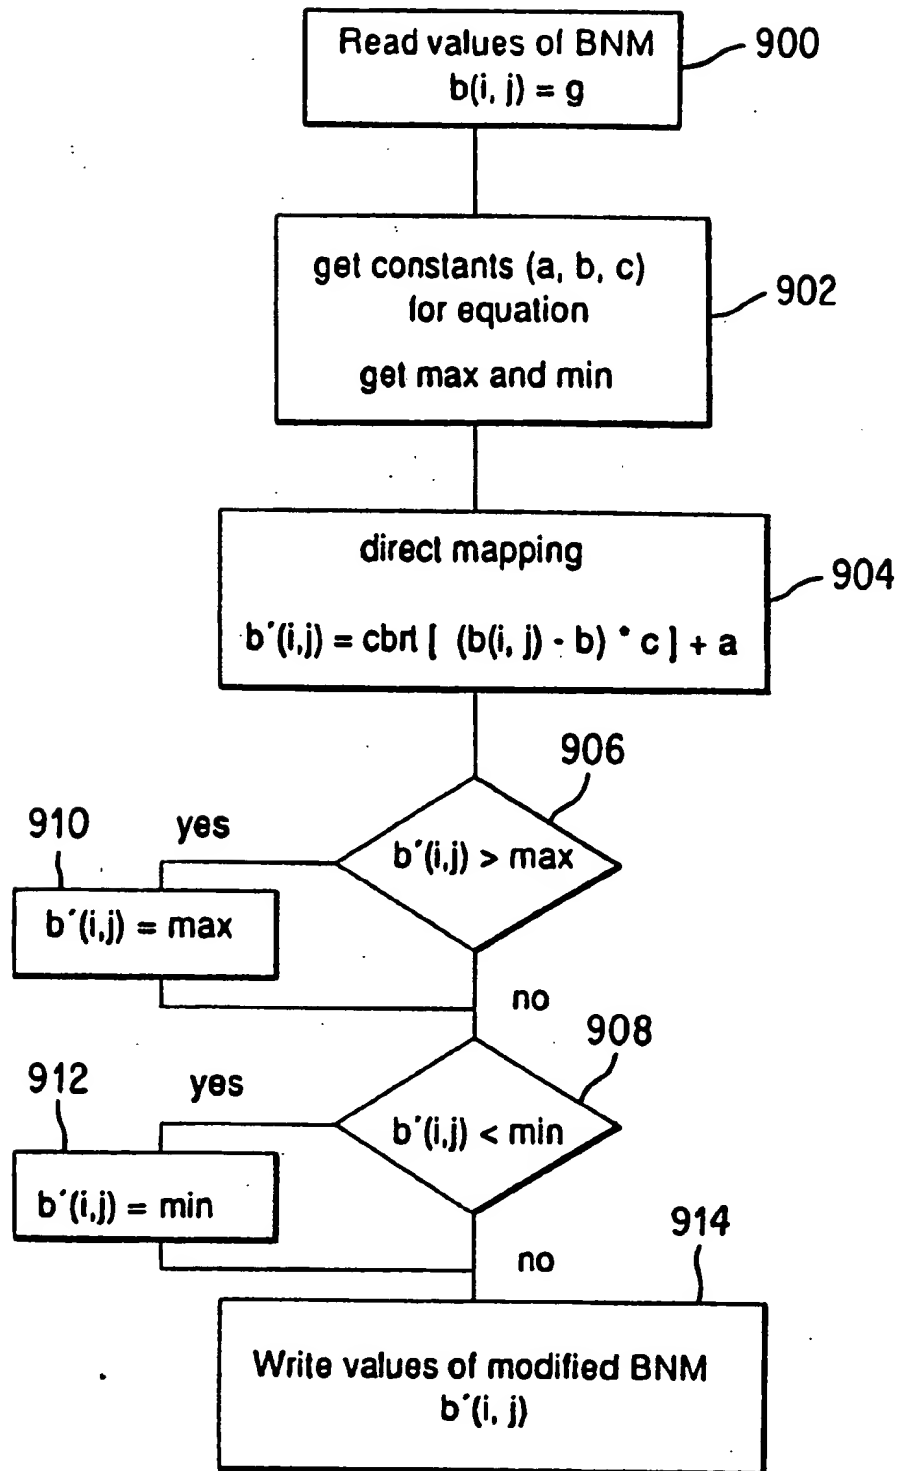 Read values of BNM
b(i, j) = g
900
get constants (a, b, c)
for equation
get max and min
902
direct mapping
b´(i,j) = cbrt [ (b(i, j) - b) * c ] + a
904
906
b´(i,j) > max
yes
910
b´(i,j) = max
no
908
b´(i,j) < min
yes
912
b´(i,j) = min
no
914
Write values of modified BNM
b´(i, j)